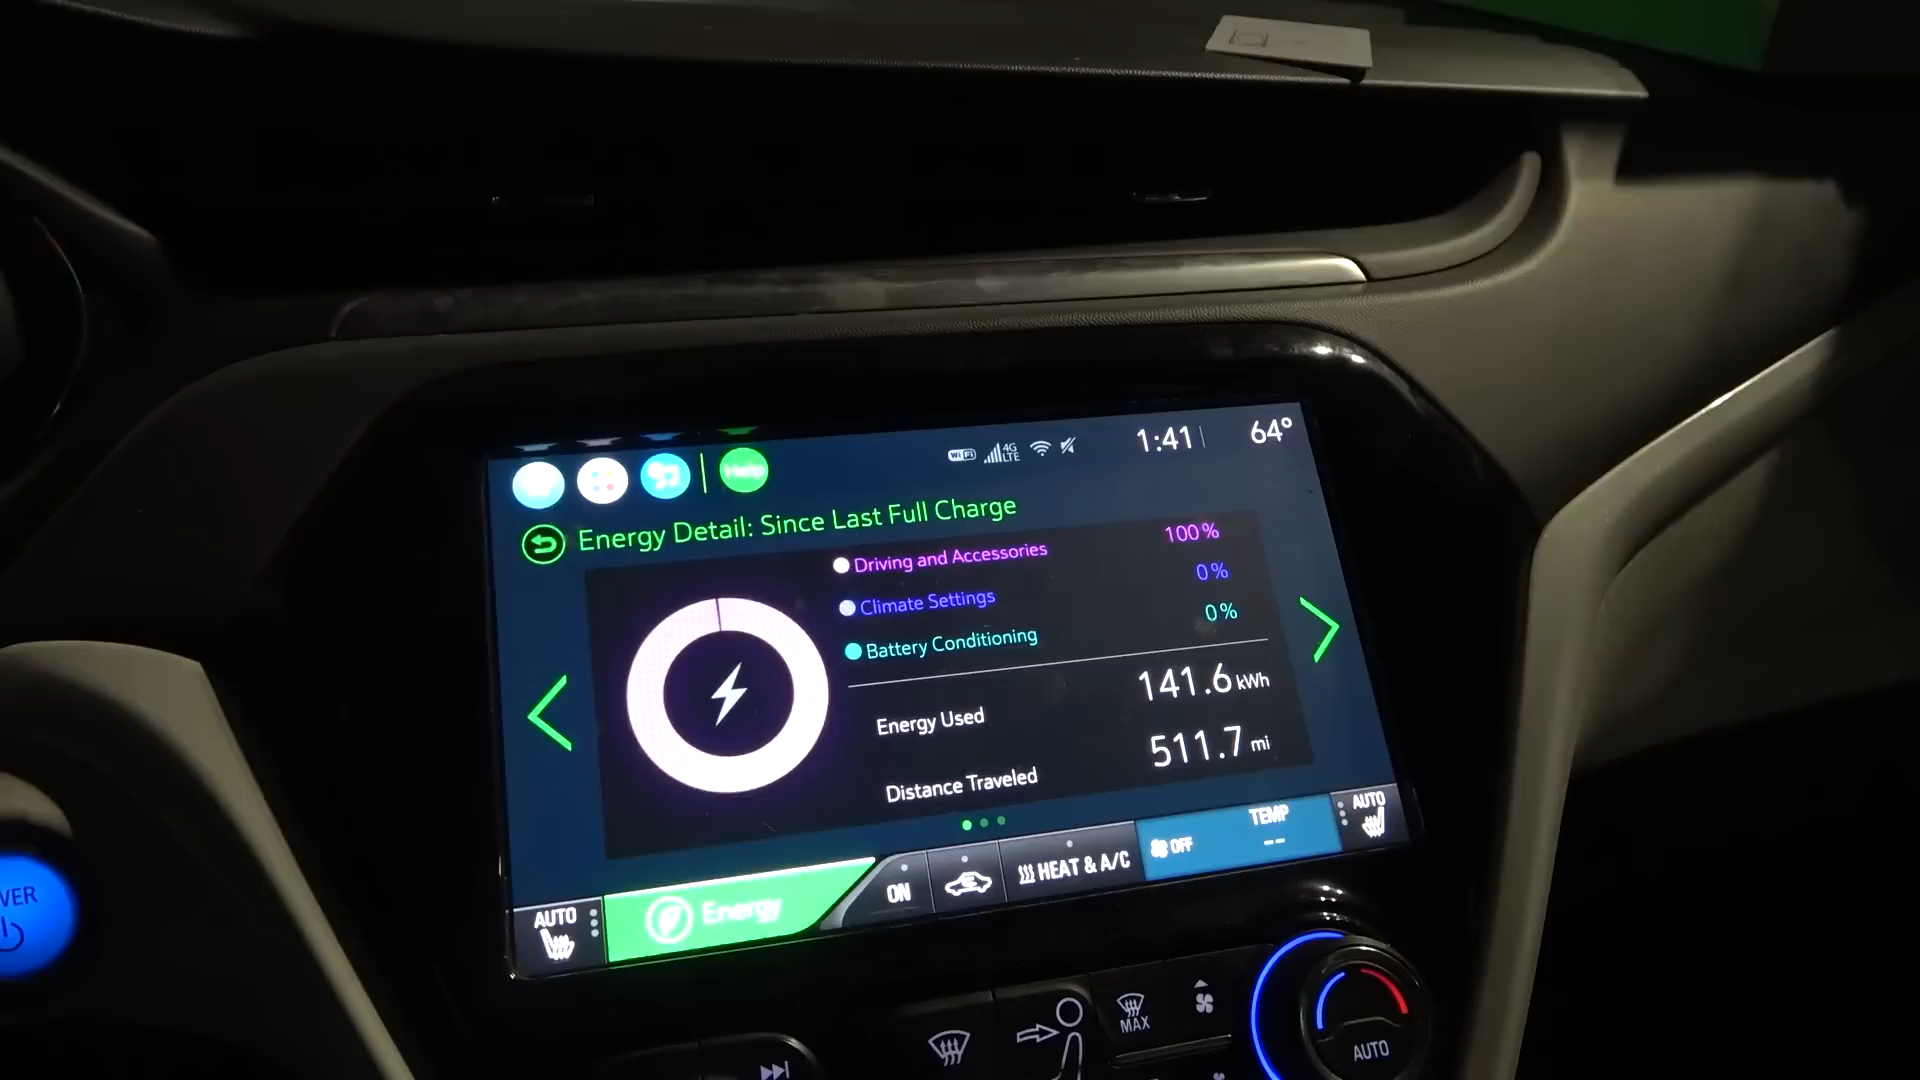 WiFi 4G LTE 1:41 64°
Help
Energy Detail: Since Last Full Charge
Driving and Accessories 100%
Climate Settings 0%
Battery Conditioning 0%
Energy Used 141.6 kWh
Distance Traveled 511.7 mi
AUTO Energy ON HEAT & A/C OFF TEMP -- AUTO
VER
MAX
AUTO